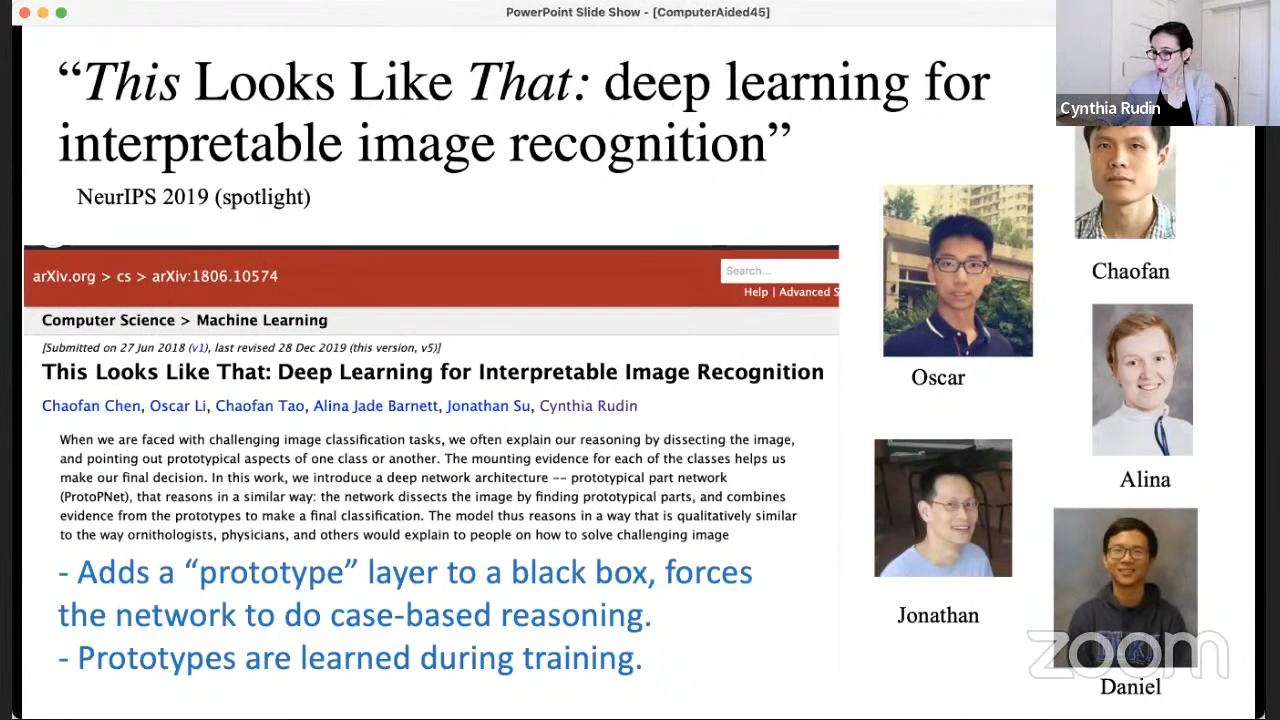 PowerPoint Slide Show - [ComputerAided45]
“This Looks Like That: deep learning for
interpretable image recognition”
NeurIPS 2019 (spotlight)
Cynthia Rudin
arXiv.org > cs > arXiv:1806.10574
Search...
Help | Advanced S
Computer Science > Machine Learning
[Submitted on 27 Jun 2018 (v1), last revised 28 Dec 2019 (this version, v5)]
This Looks Like That: Deep Learning for Interpretable Image Recognition
Chaofan Chen, Oscar Li, Chaofan Tao, Alina Jade Barnett, Jonathan Su, Cynthia Rudin
When we are faced with challenging image classification tasks, we often explain our reasoning by dissecting the image,
and pointing out prototypical aspects of one class or another. The mounting evidence for each of the classes helps us
make our final decision. In this work, we introduce a deep network architecture -- prototypical part network
(ProtoPNet), that reasons in a similar way: the network dissects the image by finding prototypical parts, and combines
evidence from the prototypes to make a final classification. The model thus reasons in a way that is qualitatively similar
to the way ornithologists, physicians, and others would explain to people on how to solve challenging image
- Adds a “prototype” layer to a black box, forces
the network to do case-based reasoning.
- Prototypes are learned during training.
Chaofan
Oscar
Alina
Jonathan
Daniel
zoom